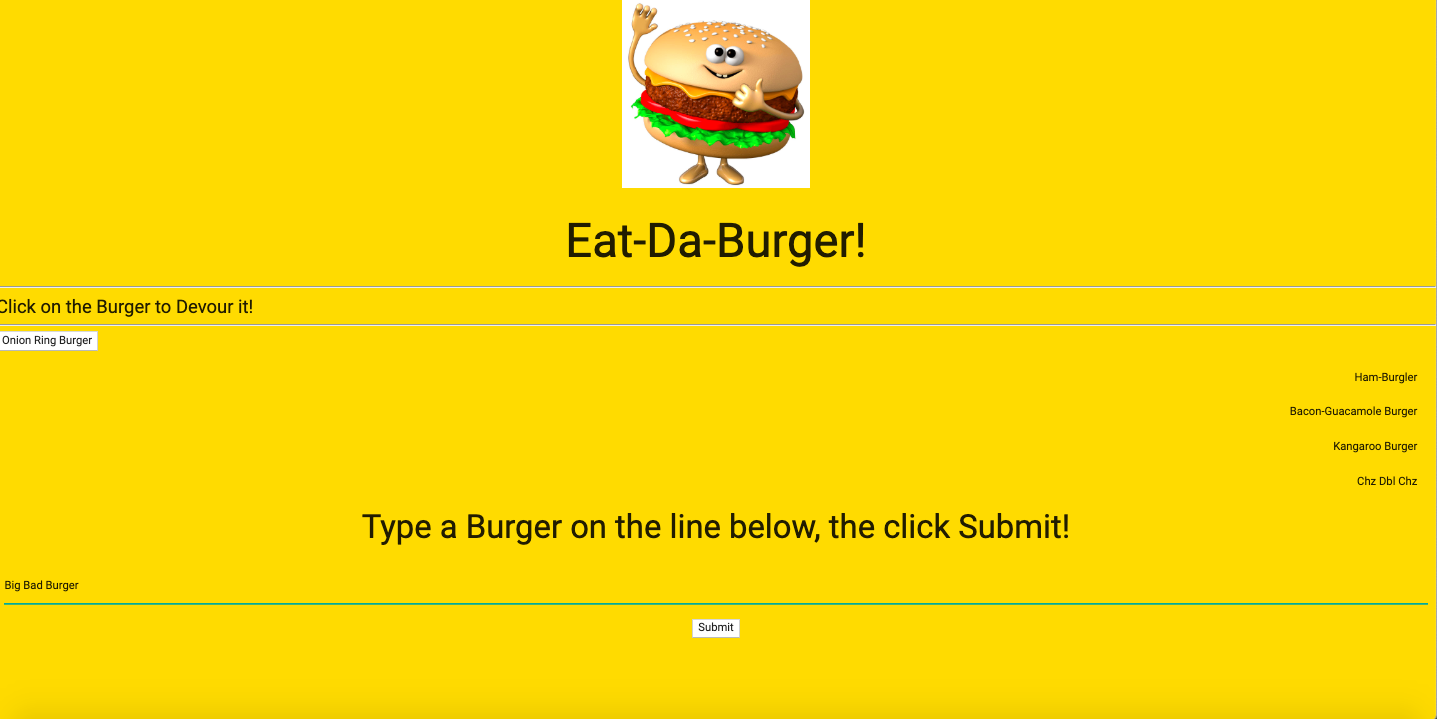 Eat-Da-Burger!
Click on the Burger to Devour it!
Onion Ring Burger
Ham-Burgler
Bacon-Guacamole Burger
Kangaroo Burger
Chz Dbl Chz
Type a Burger on the line below, the click Submit!
Big Bad Burger
Submit